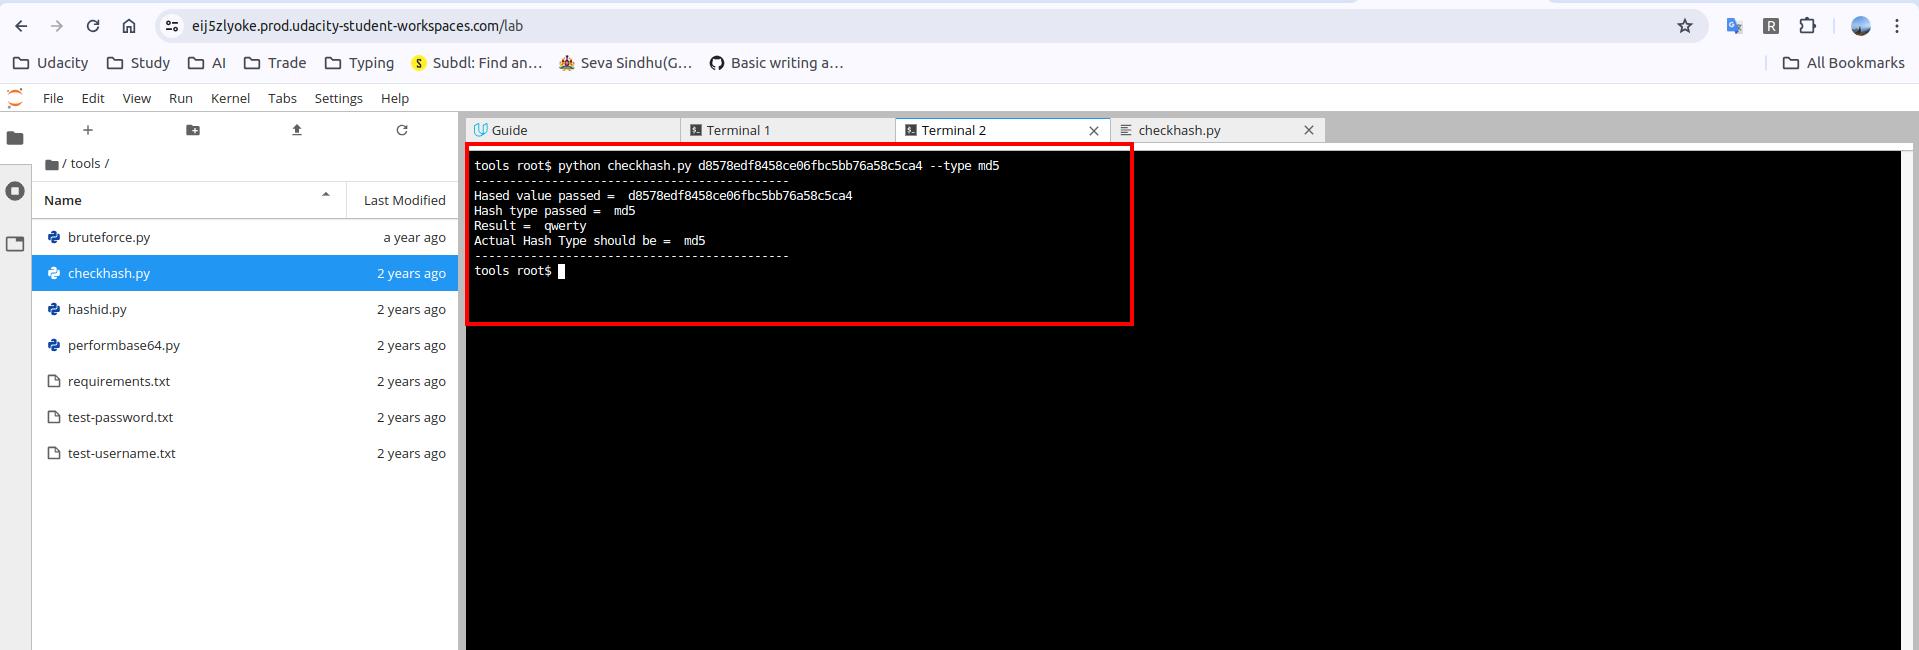 eij5zlyoke.prod.udacity-student-workspaces.com/lab
R
Udacity Study AI Trade Typing S Subdl: Find an... Seva Sindhu(G... Basic writing a... All Bookmarks
File Edit View Run Kernel Tabs Settings Help
Guide Terminal 1 Terminal 2 checkhash.py
/ tools /
Name Last Modified
bruteforce.py a year ago
checkhash.py 2 years ago
hashid.py 2 years ago
performbase64.py 2 years ago
requirements.txt 2 years ago
test-password.txt 2 years ago
test-username.txt 2 years ago
tools root$ python checkhash.py d8578edf8458ce06fbc5bb76a58c5ca4 --type md5
---------------------------------------------
Hased value passed =  d8578edf8458ce06fbc5bb76a58c5ca4
Hash type passed =  md5
Result =  qwerty
Actual Hash Type should be =  md5
---------------------------------------------
tools root$